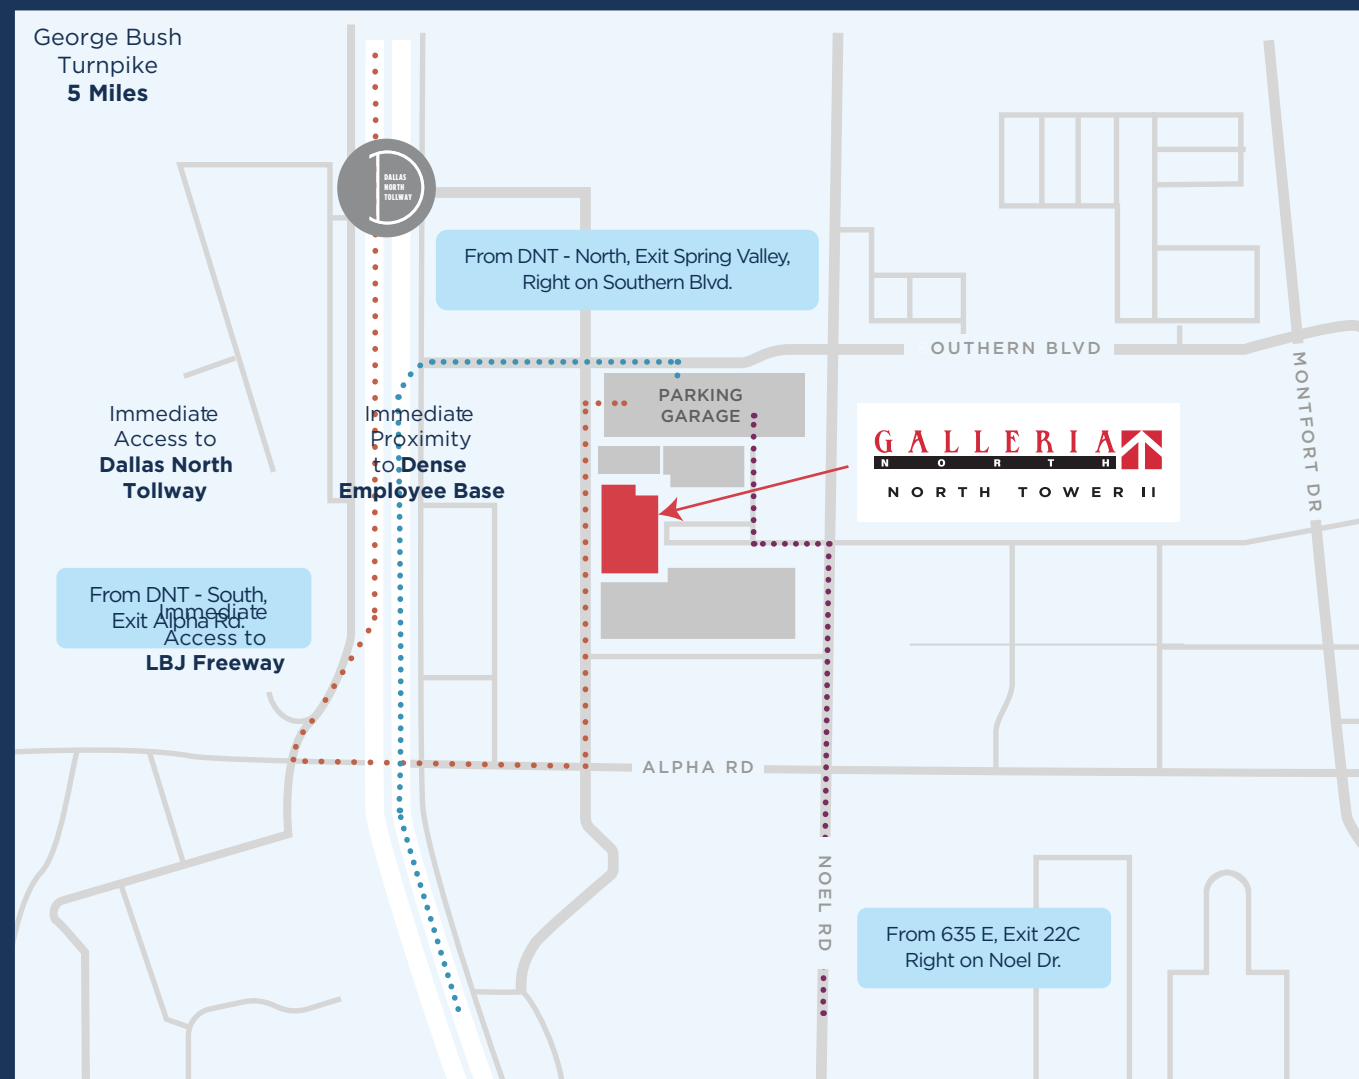 George Bush
Turnpike
5 Miles
DALLAS
NORTH
TOLLWAY
From DNT - North, Exit Spring Valley,
Right on Southern Blvd.
OUTHERN BLVD
MONTFORT DR
PARKING
GARAGE
Immediate
Access to
Dallas North
Tollway
Immediate
Proximity
to Dense
Employee Base
GALLERIA
NORTH
NORTH TOWER II
From DNT - South,
Exit Alpha Rd.
Immediate
Access to
LBJ Freeway
ALPHA RD
NOEL RD
From 635 E, Exit 22C
Right on Noel Dr.